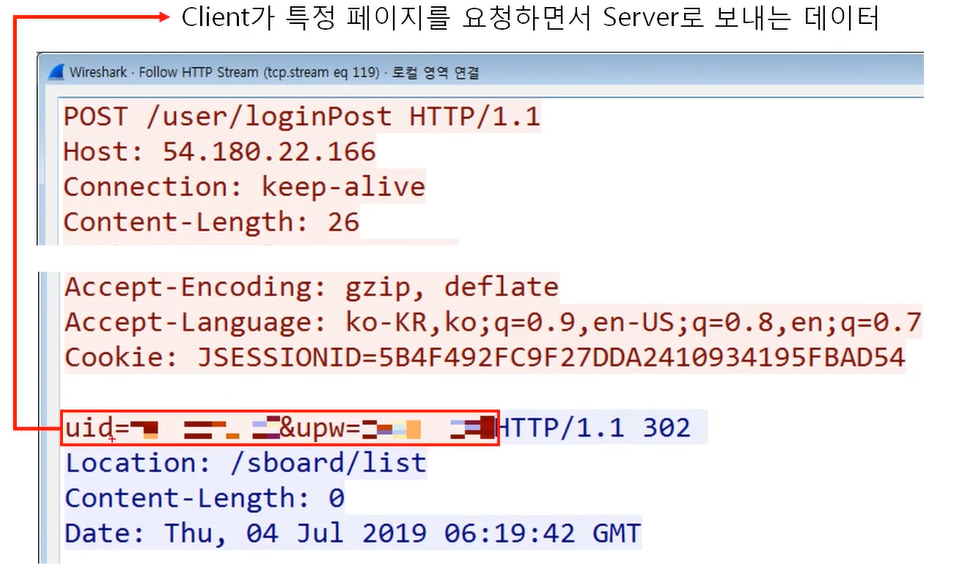 Client가 특정 페이지를 요청하면서 Server로 보내는 데이터
Wireshark · Follow HTTP Stream (tcp.stream eq 119) · 로컬 영역 연결
POST /user/loginPost HTTP/1.1
Host: 54.180.22.166
Connection: keep-alive
Content-Length: 26
Accept-Encoding: gzip, deflate
Accept-Language: ko-KR,ko;q=0.9,en-US;q=0.8,en;q=0.7
Cookie: JSESSIONID=5B4F492FC9F27DDA2410934195FBAD54
uid= &upw= HTTP/1.1 302
Location: /sboard/list
Content-Length: 0
Date: Thu, 04 Jul 2019 06:19:42 GMT